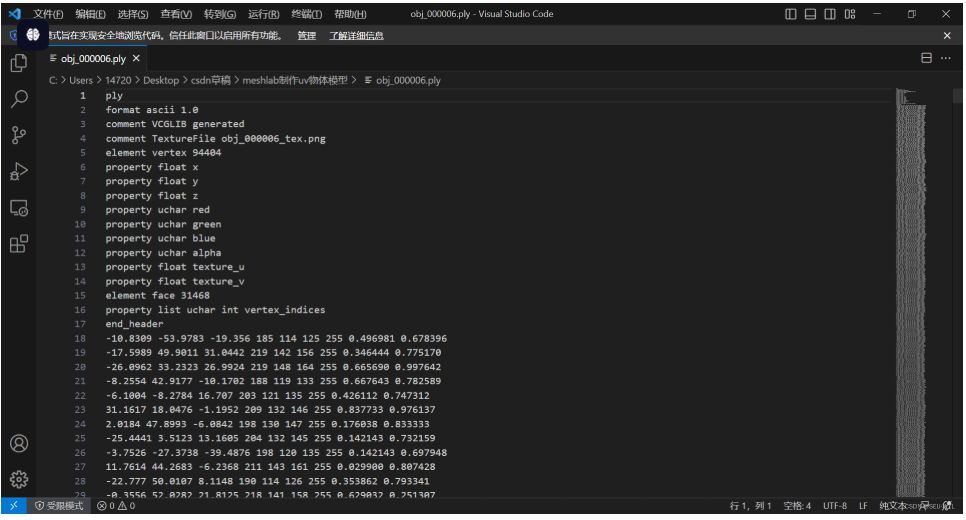 文件(F) 编辑(E) 选择(S) 查看(V) 转到(G) 运行(R) 终端(T) 帮助(H) obj_000006.ply - Visual Studio Code
式旨在实现安全地浏览代码。信任此窗口以启用所有功能。 管理 了解详细信息
obj_000006.ply
C: > Users > 14720 > Desktop > csdn草稿 > meshlab制作uv物体模型 > obj_000006.ply
1 ply
2 format ascii 1.0
3 comment VCGLIB generated
4 comment TextureFile obj_000006_tex.png
5 element vertex 94404
6 property float x
7 property float y
8 property float z
9 property uchar red
10 property uchar green
11 property uchar blue
12 property uchar alpha
13 property float texture_u
14 property float texture_v
15 element face 31468
16 property list uchar int vertex_indices
17 end_header
18 -10.8309 -53.9783 -19.356 185 114 125 255 0.496981 0.678396
19 -17.5989 49.9011 31.0442 219 142 156 255 0.346444 0.775170
20 -26.0962 33.2323 26.9924 219 148 164 255 0.665690 0.997642
21 -8.2554 42.9177 -10.1702 188 119 133 255 0.667643 0.782589
22 -6.1004 -8.2784 16.707 203 121 135 255 0.426112 0.747312
23 31.1617 18.0476 -1.1952 209 132 146 255 0.837733 0.976137
24 2.0184 47.8993 -6.0842 198 130 147 255 0.176038 0.833333
25 -25.4441 3.5123 13.1605 204 132 145 255 0.142143 0.732159
26 -3.7526 -27.3738 -39.4876 198 120 135 255 0.142143 0.697948
27 11.7614 44.2683 -6.2368 211 143 161 255 0.029900 0.807428
28 -22.777 50.0107 8.1148 190 114 126 255 0.353862 0.793341
29 -0.3556 52.0282 21.8125 218 141 158 255 0.629032 0.251307
受限模式 0 0 行 1，列 1 空格: 4 UTF-8 LF 纯文本